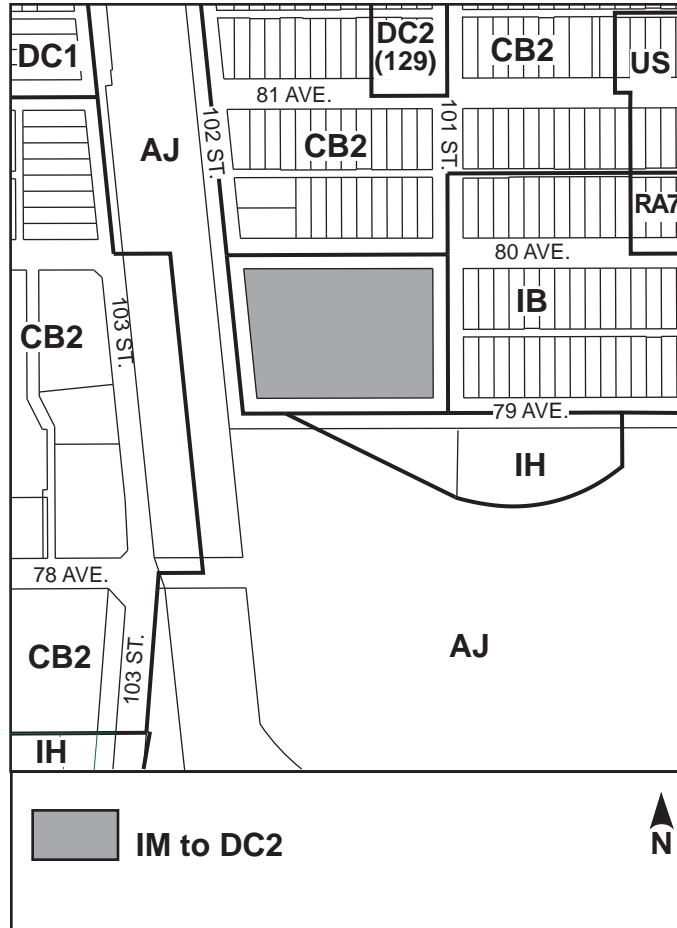 DC1
DC2
(129)
CB2
US
81 AVE.
AJ
102 ST.
CB2
101 ST.
RA7
80 AVE.
CB2
103 ST.
IB
79 AVE.
IH
78 AVE.
CB2
103 ST.
AJ
IH
IM to DC2
N